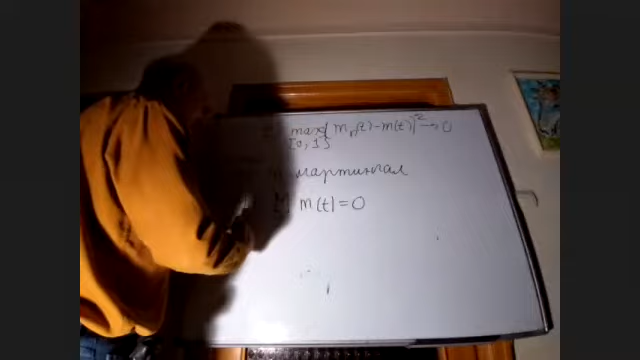 max | m_n(t) - m(t)|^2 → 0
[0, 1]
мартингал
M m(t) = 0